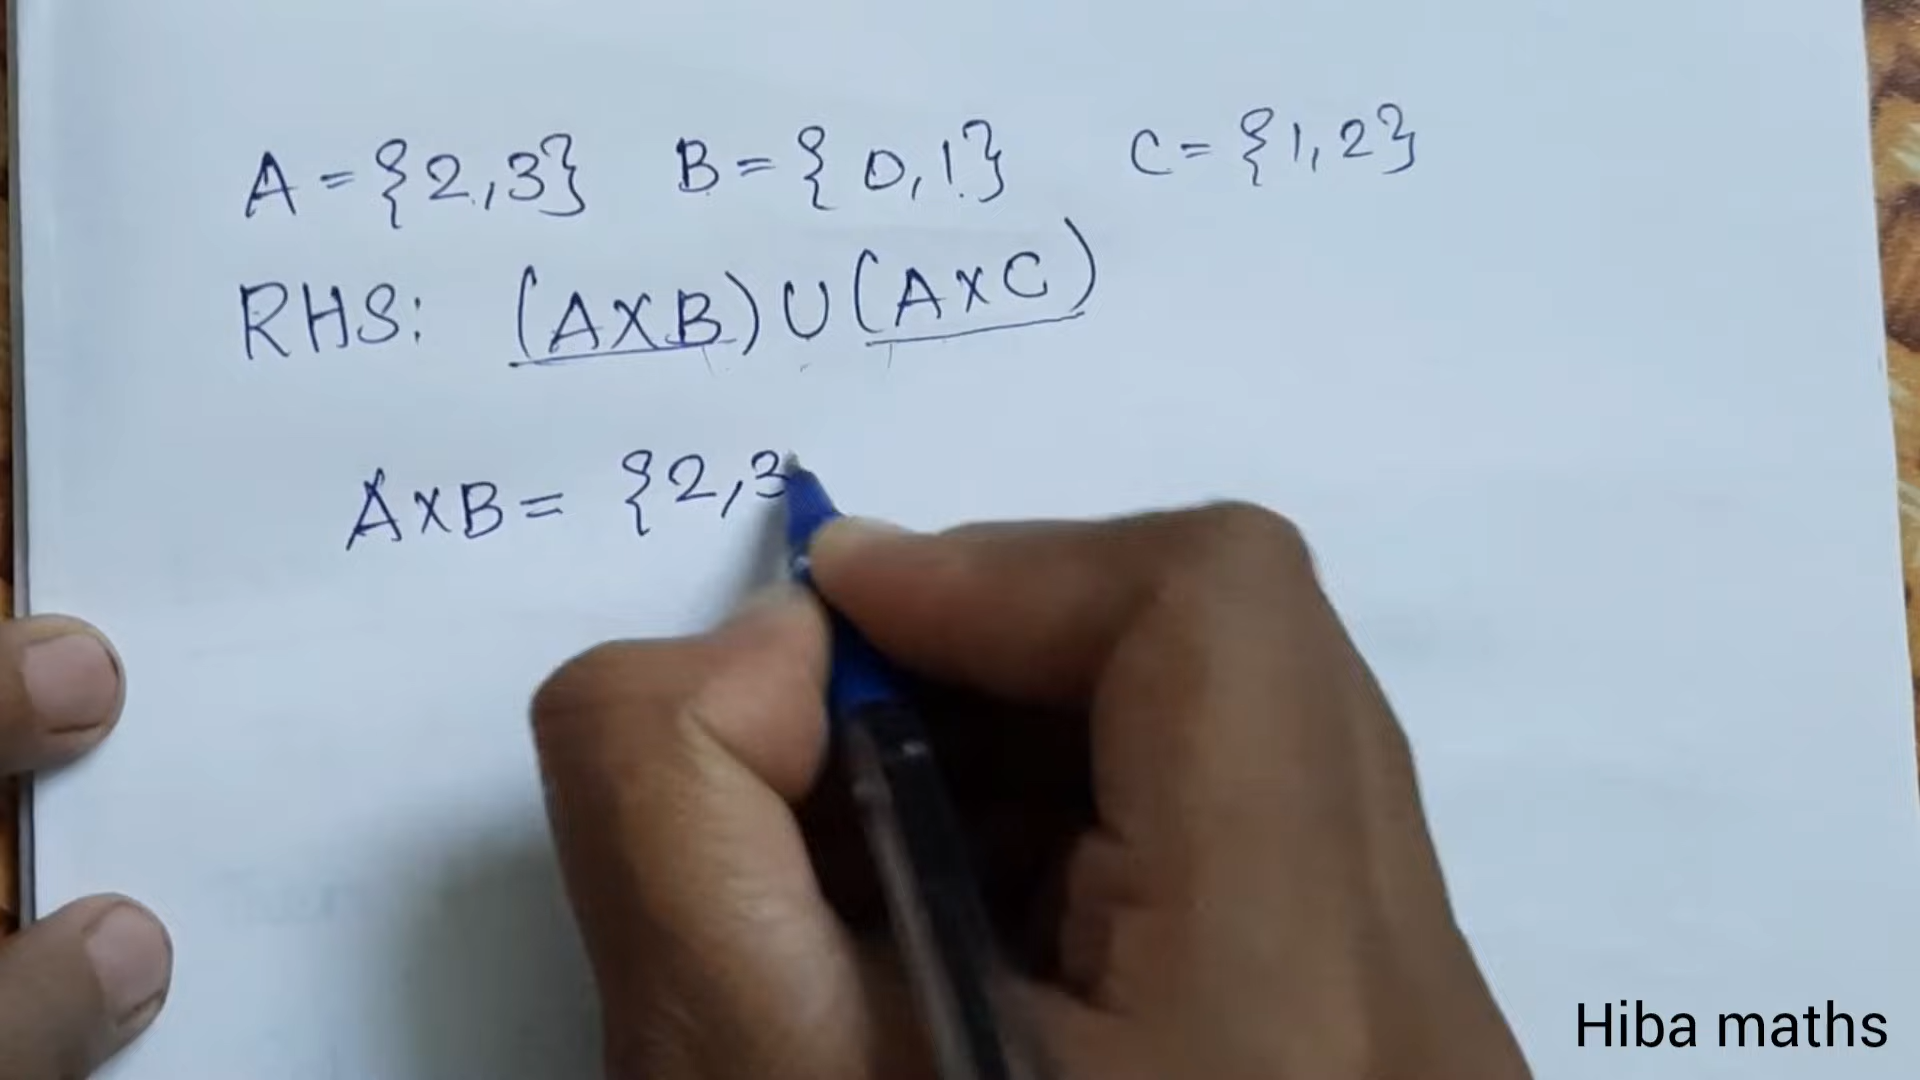 A = {2,3} B = {0,1} C = {1,2}
RHS: (A×B)∪(A×C)
A×B = {2,3
Hiba maths